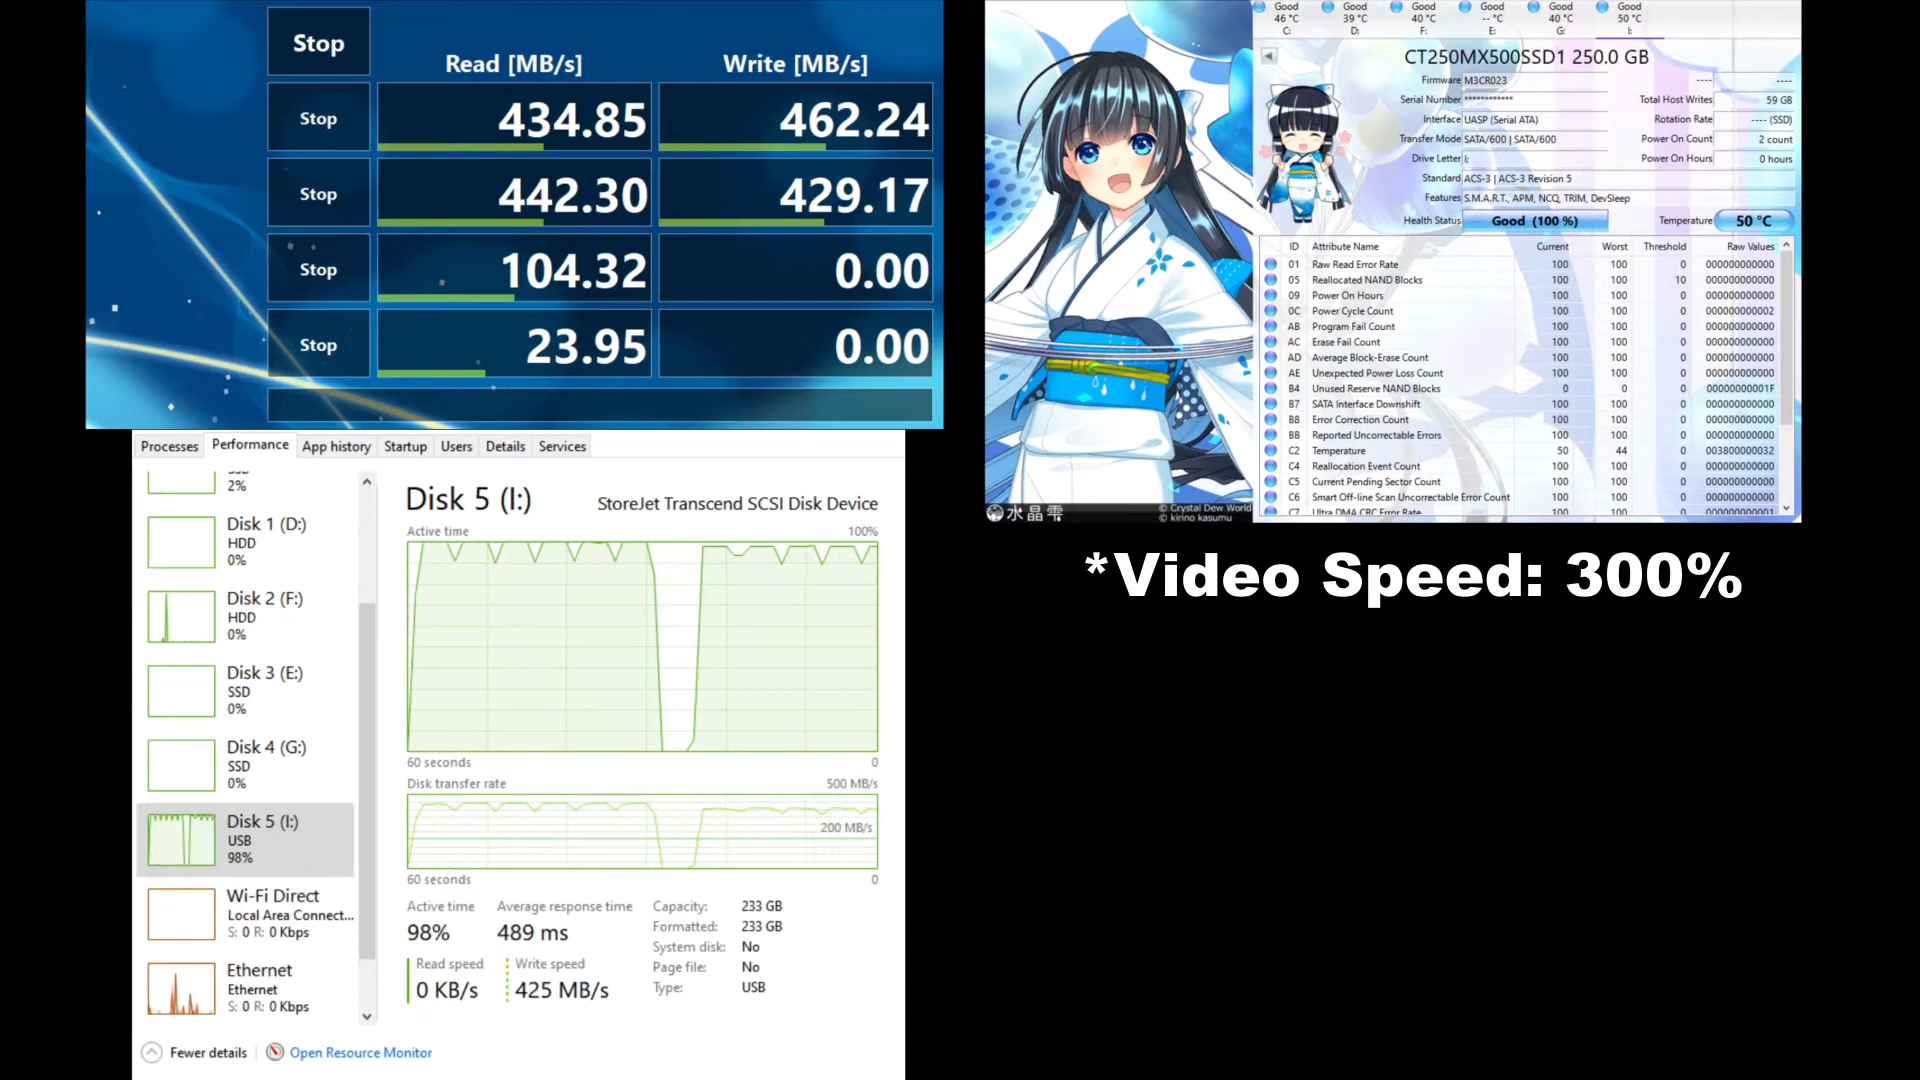 Stop
Read [MB/s] Write [MB/s]
Stop 434.85 462.24
Stop 442.30 429.17
Stop 104.32 0.00
Stop 23.95 0.00
Processes Performance App history Startup Users Details Services
2%
Disk 1 (D:)
HDD
0%
Disk 2 (F:)
HDD
0%
Disk 3 (E:)
SSD
0%
Disk 4 (G:)
SSD
0%
Disk 5 (I:)
USB
98%
Wi-Fi Direct
Local Area Connect...
S: 0 R: 0 Kbps
Ethernet
Ethernet
S: 0 R: 0 Kbps
Fewer details Open Resource Monitor
Disk 5 (I:) StoreJet Transcend SCSI Disk Device
Active time 100%
60 seconds 0
Disk transfer rate 500 MB/s
200 MB/s
60 seconds 0
Active time Average response time
98% 489 ms
Read speed Write speed
0 KB/s 425 MB/s
Capacity: 233 GB
Formatted: 233 GB
System disk: No
Page file: No
Type: USB
Good Good Good Good Good Good
46 °C 39 °C 40 °C -- °C 40 °C 50 °C
C: D: F: E: G: I:
CT250MX500SSD1 250.0 GB
Firmware M3CR023 ---- ----
Serial Number ************ Total Host Writes 59 GB
Interface UASP (Serial ATA) Rotation Rate ---- (SSD)
Transfer Mode SATA/600 | SATA/600 Power On Count 2 count
Drive Letter I: Power On Hours 0 hours
Standard ACS-3 | ACS-3 Revision 5
Features S.M.A.R.T., APM, NCQ, TRIM, DevSleep
Health Status Good (100 %) Temperature 50 °C
ID Attribute Name Current Worst Threshold Raw Values
01 Raw Read Error Rate 100 100 0 000000000000
05 Reallocated NAND Blocks 100 100 10 000000000000
09 Power On Hours 100 100 0 000000000000
0C Power Cycle Count 100 100 0 000000000002
AB Program Fail Count 100 100 0 000000000000
AC Erase Fail Count 100 100 0 000000000000
AD Average Block-Erase Count 100 100 0 000000000000
AE Unexpected Power Loss Count 100 100 0 000000000000
B4 Unused Reserve NAND Blocks 0 0 0 00000000001F
B7 SATA Interface Downshift 100 100 0 000000000000
B8 Error Correction Count 100 100 0 000000000000
BB Reported Uncorrectable Errors 100 100 0 000000000000
C2 Temperature 50 44 0 003800000032
C4 Reallocation Event Count 100 100 0 000000000000
C5 Current Pending Sector Count 100 100 0 000000000000
C6 Smart Off-line Scan Uncorrectable Error Count 100 100 0 000000000000
C7 Ultra DMA CRC Error Rate 100 100 0 000000000001
水晶雫
© Crystal Dew World
© kirino kasumu
*Video Speed: 300%